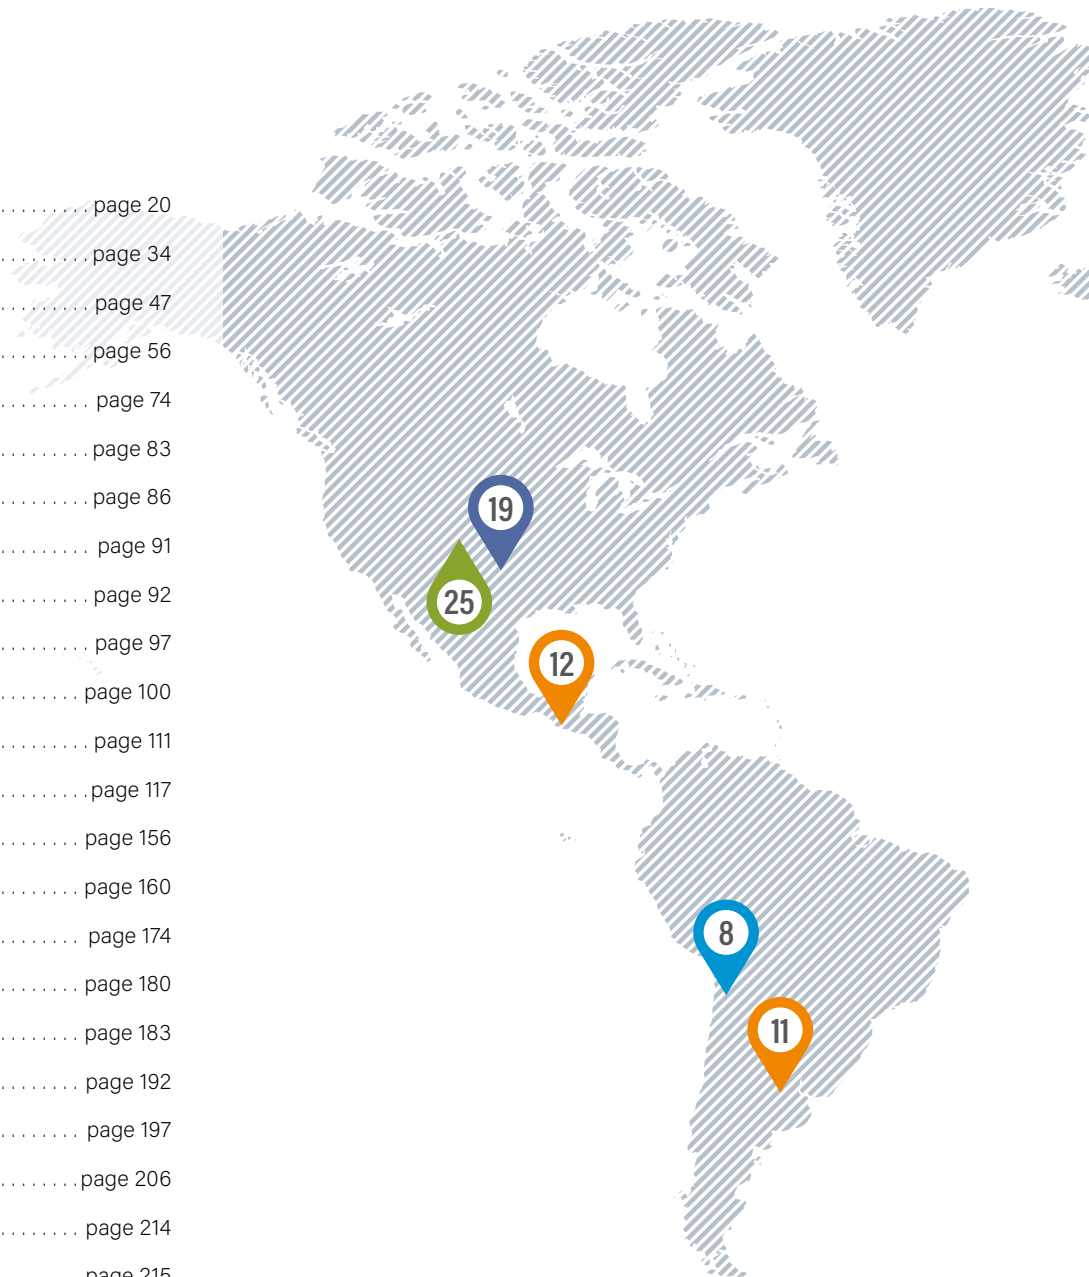 .........page 20
.........page 34
......... page 47
.........page 56
......... page 74
.........page 83
.........page 86
......... page 91
.........page 92
.........page 97
........ page 100
......... page 111
.........page 117
........ page 156
........ page 160
........ page 174
........ page 180
........ page 183
........ page 192
........ page 197
........page 206
........ page 214
page 215
19
25
12
8
11